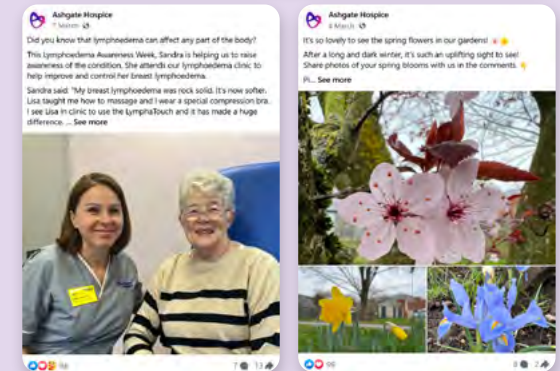 Ashgate Hospice
7 March
Did you know that lymphoedema can affect any part of the body?
This Lymphoedema Awareness Week, Sandra is helping us to raise
awareness of the condition. She attends our lymphoedema clinic to
help improve and control her breast lymphoedema.
Sandra said: "My breast lymphoedema was rock solid. It's now softer.
Lisa taught me how to massage and I wear a special compression bra.
I see Lisa in clinic to use the LymphaTouch and it has made a huge
difference. ... See more
7 13
Ashgate Hospice
6 March
It's so lovely to see the spring flowers in our gardens!
After a long and dark winter, it's such an uplifting sight to see!
Share photos of your spring blooms with us in the comments.
Pi... See more
8 2